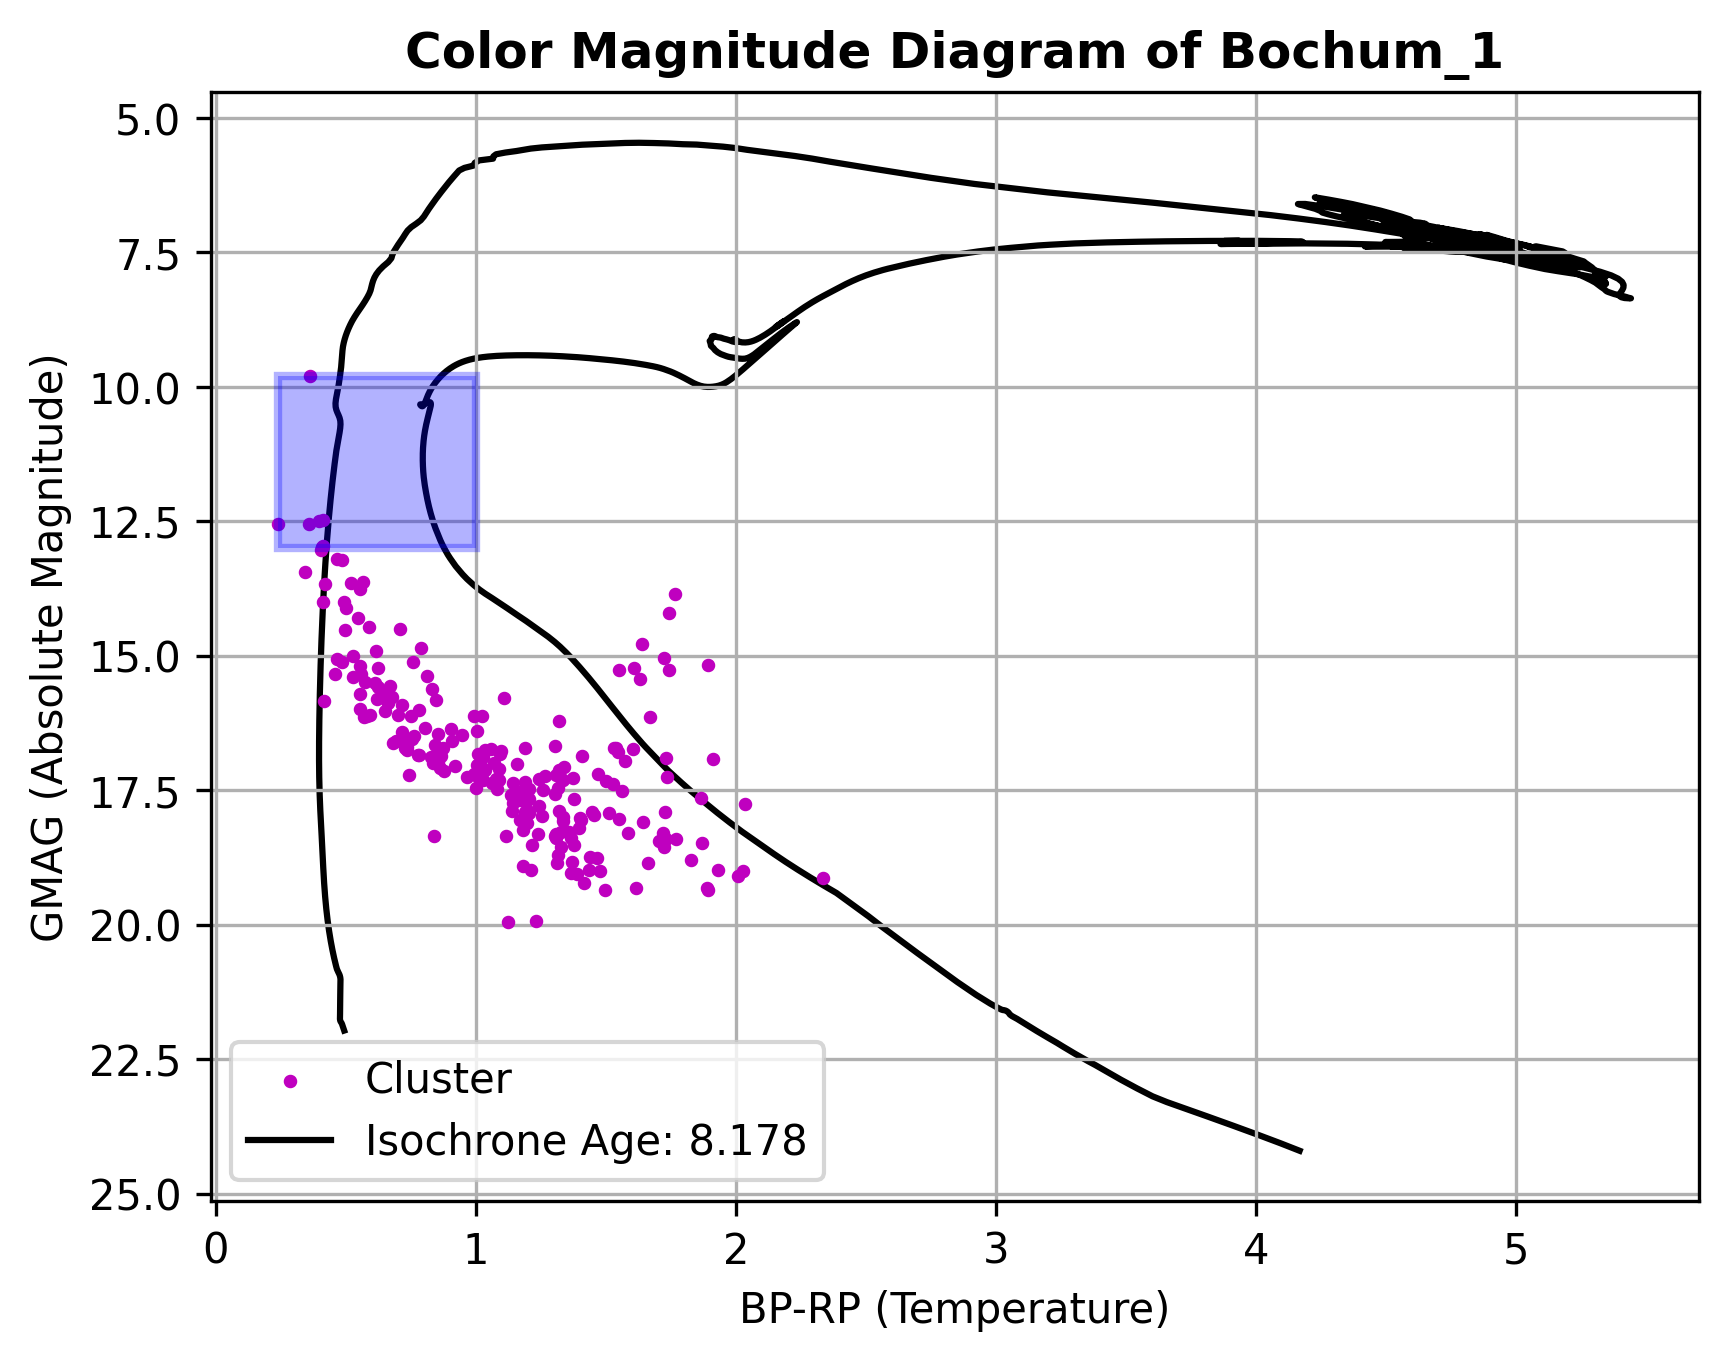 Color Magnitude Diagram of Bochum_1
GMAG (Absolute Magnitude)
5.0
7.5
10.0
12.5
15.0
17.5
20.0
22.5
25.0
Cluster
Isochrone Age: 8.178
0 1 2 3 4 5
BP-RP (Temperature)